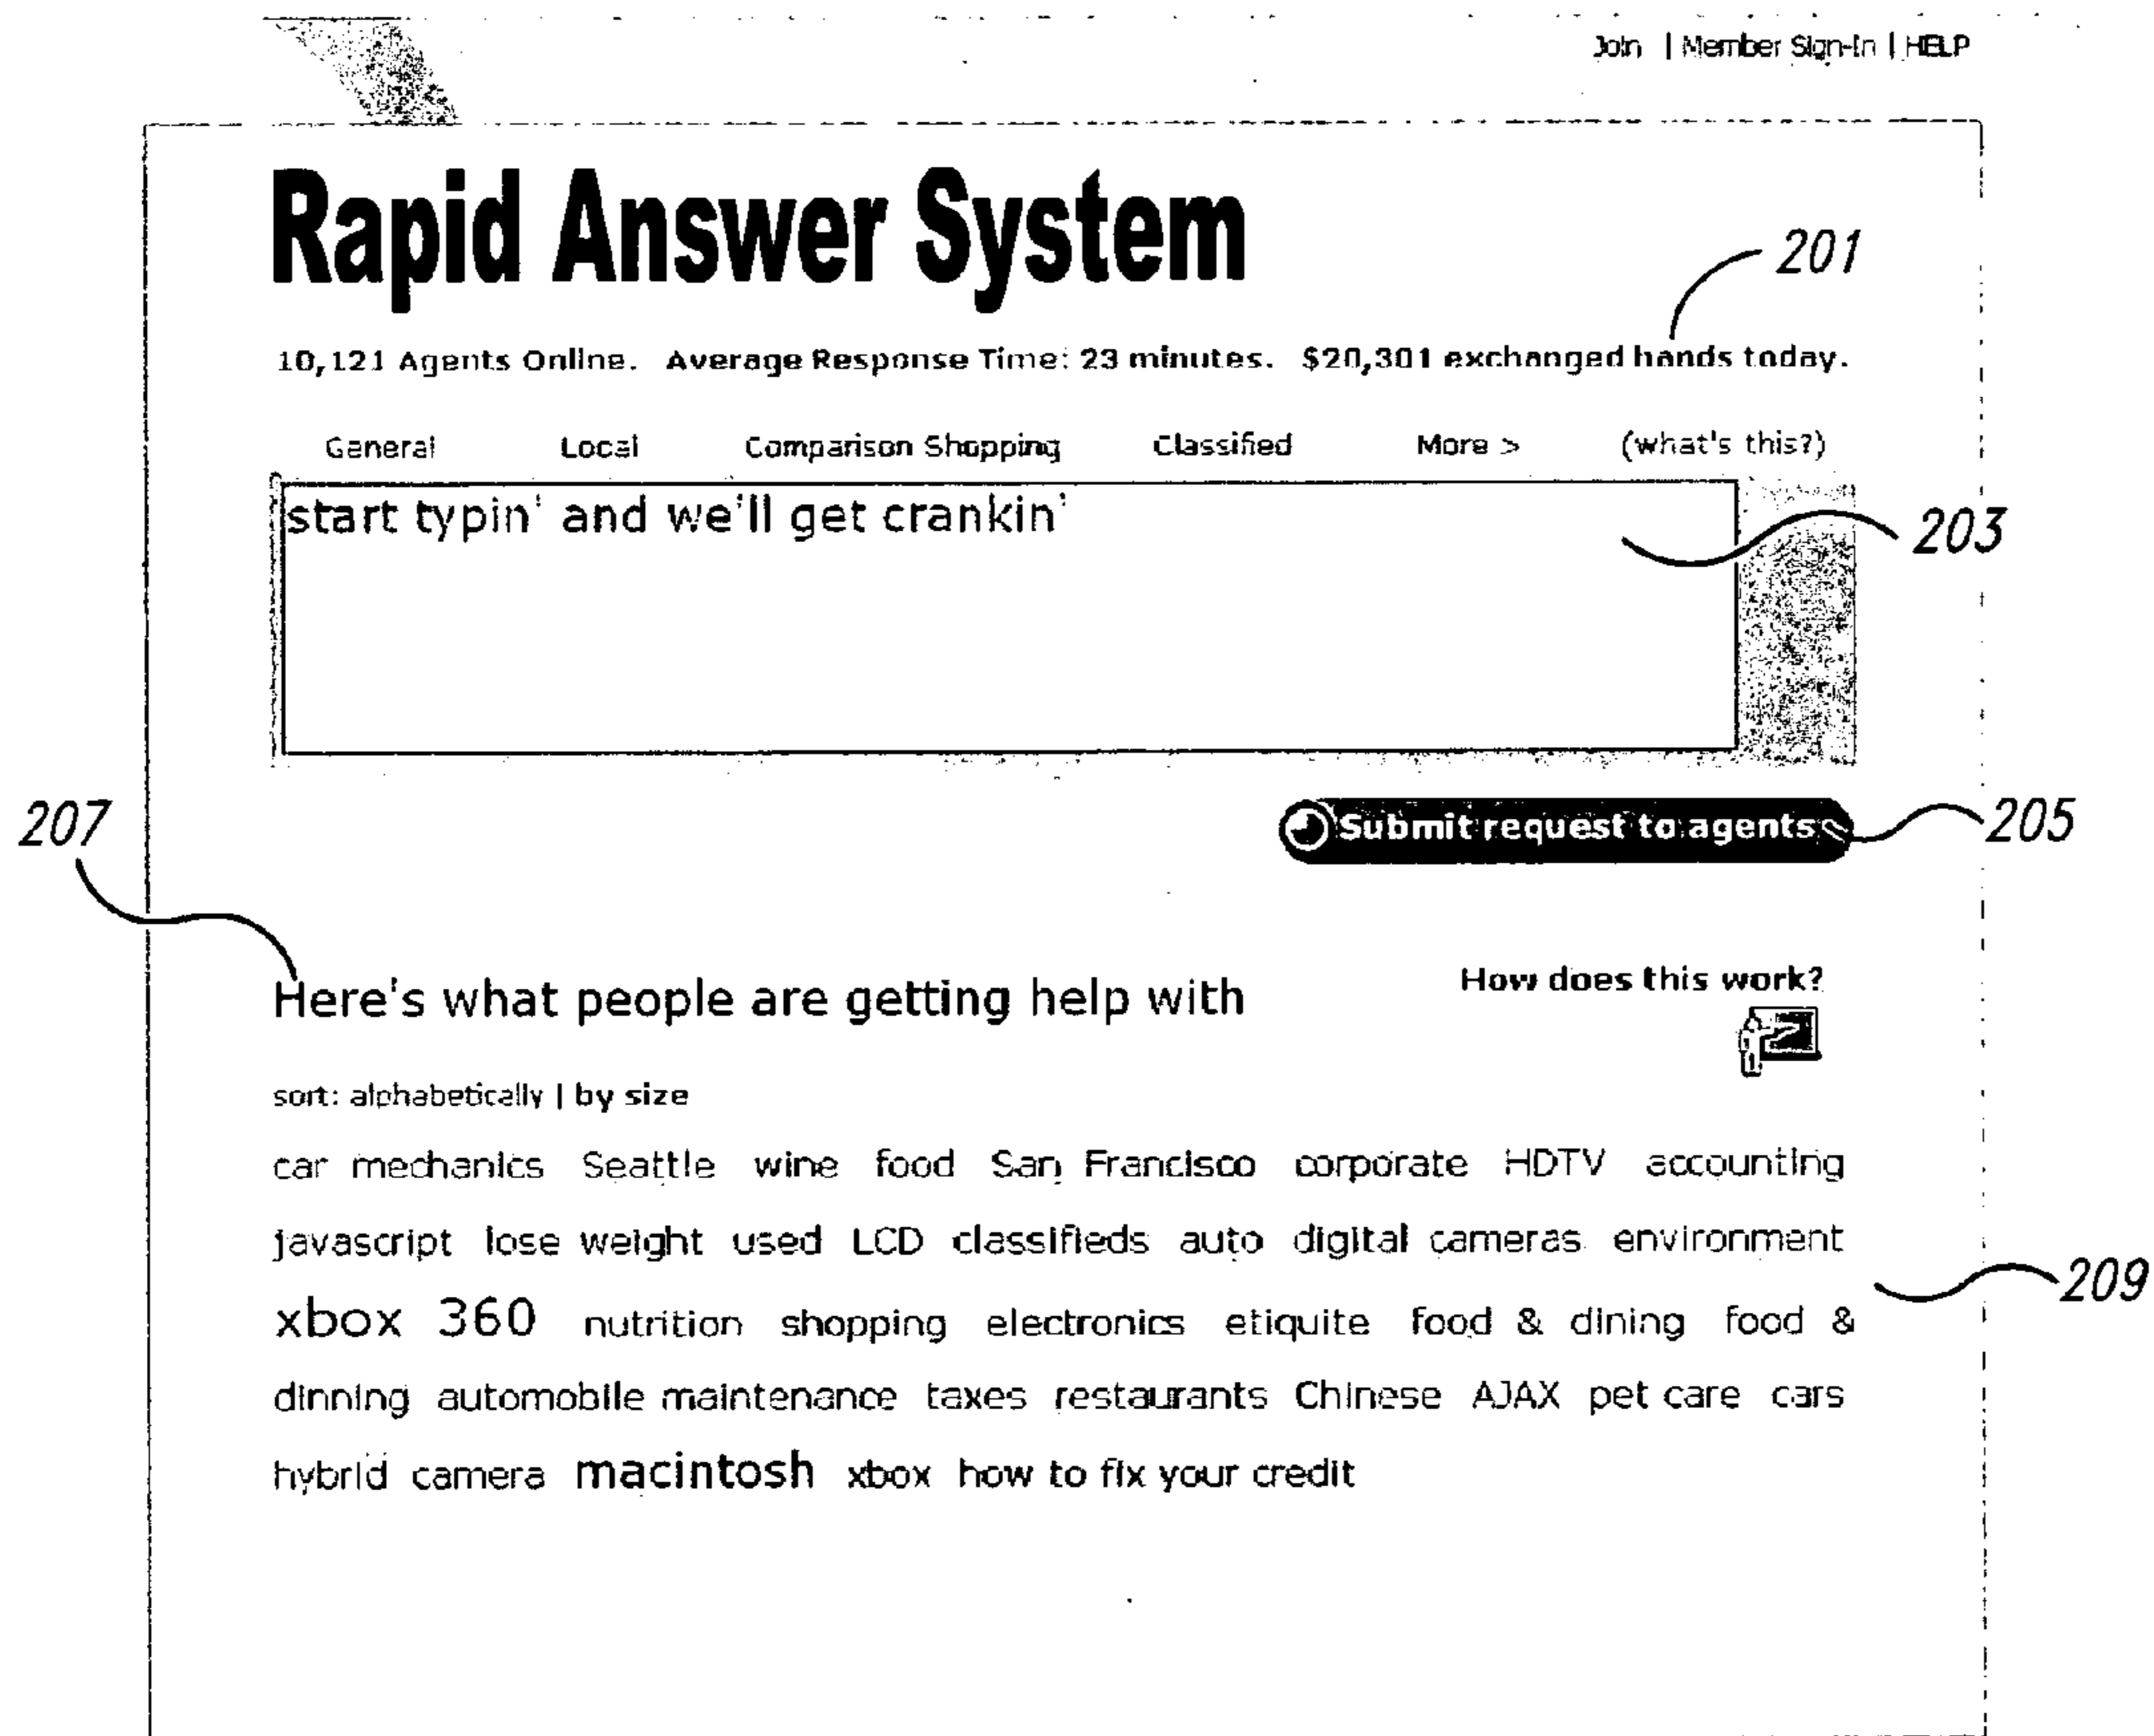 Join | Member Sign-In | HELP
Rapid Answer System
201
10,121 Agents Online. Average Response Time: 23 minutes. $20,301 exchanged hands today.
General Local Comparison Shopping Classified More > (what's this?)
start typin' and we'll get crankin'
203
Submit request to agents
205
207
Here's what people are getting help with
How does this work?
sort: alphabetically | by size
car mechanics Seattle wine food San Francisco corporate HDTV accounting
javascript lose weight used LCD classifieds auto digital cameras environment
209
xbox 360 nutrition shopping electronics etiquite food & dining food &
dinning automobile maintenance taxes restaurants Chinese AJAX pet care cars
hybrid camera macintosh xbox how to fix your credit